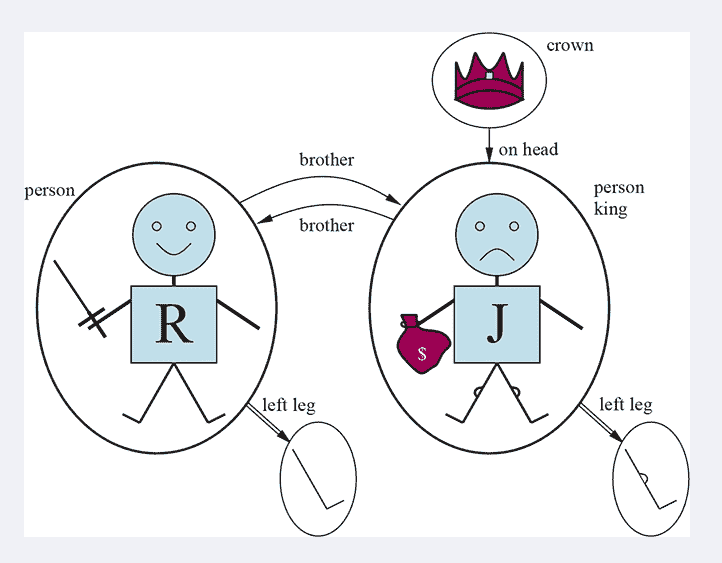 crown
on head
brother
person
person
king
brother
R
J
$
left leg
left leg